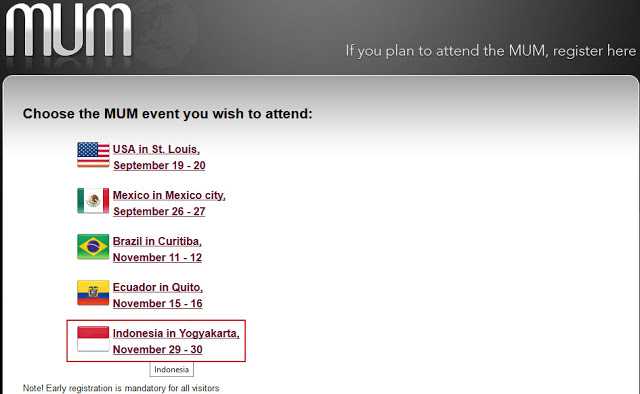 mum
If you plan to attend the MUM, register here
Choose the MUM event you wish to attend:
USA in St. Louis,
September 19 - 20
Mexico in Mexico city,
September 26 - 27
Brazil in Curitiba,
November 11 - 12
Ecuador in Quito,
November 15 - 16
Indonesia in Yogyakarta,
November 29 - 30
Indonesia
Note! Early registration is mandatory for all visitors